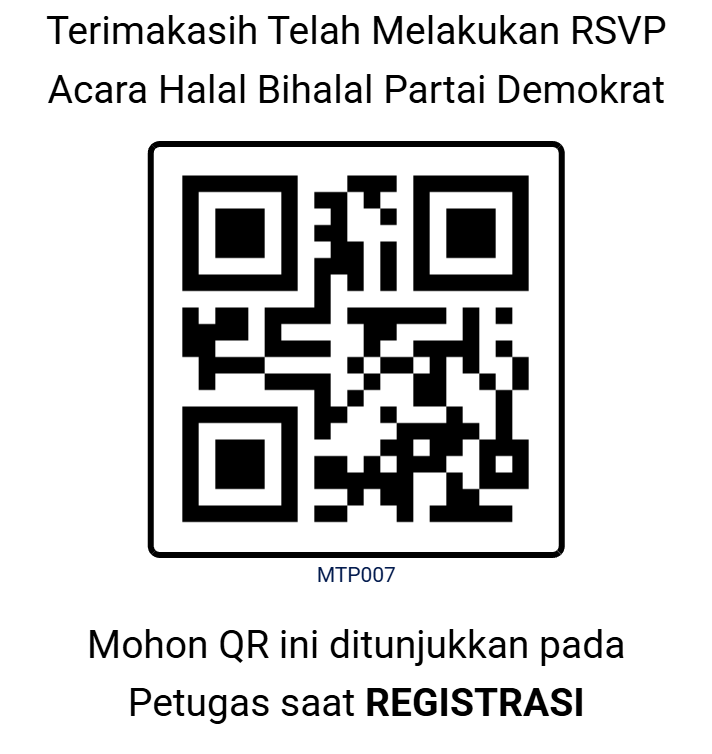 Terimakasih Telah Melakukan RSVP
Acara Halal Bihalal Partai Demokrat
MTP007
Mohon QR ini ditunjukkan pada
Petugas saat REGISTRASI